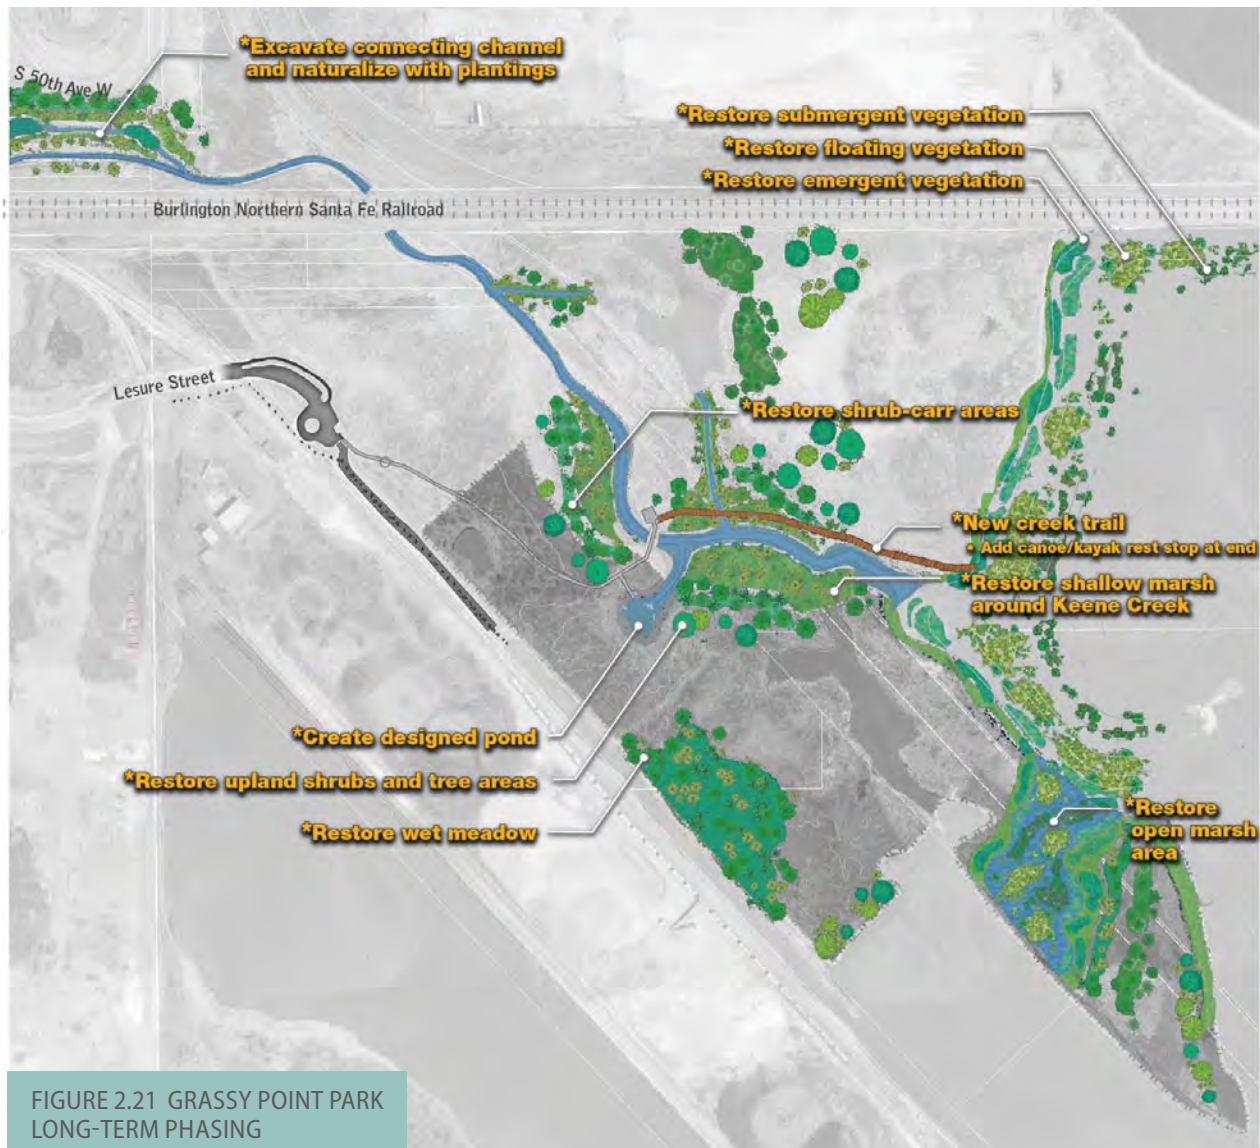 *Excavate connecting channel
and naturalize with plantings
S 50th Ave W
*Restore submergent vegetation
*Restore floating vegetation
*Restore emergent vegetation
Burlington Northern Santa Fe Railroad
Lesure Street
*Restore shrub-carr areas
*New creek trail
• Add canoe/kayak rest stop at end
*Restore shallow marsh
around Keene Creek
*Create designed pond
*Restore upland shrubs and tree areas
*Restore wet meadow
*Restore
open marsh
area
FIGURE 2.21 GRASSY POINT PARK
LONG-TERM PHASING